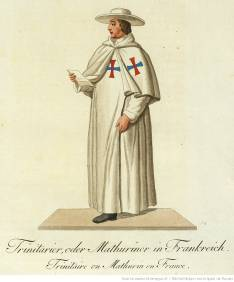 Trinitarier, oder Mathuriner in Frankreich.
Trinitaire ou Mathurin en France.